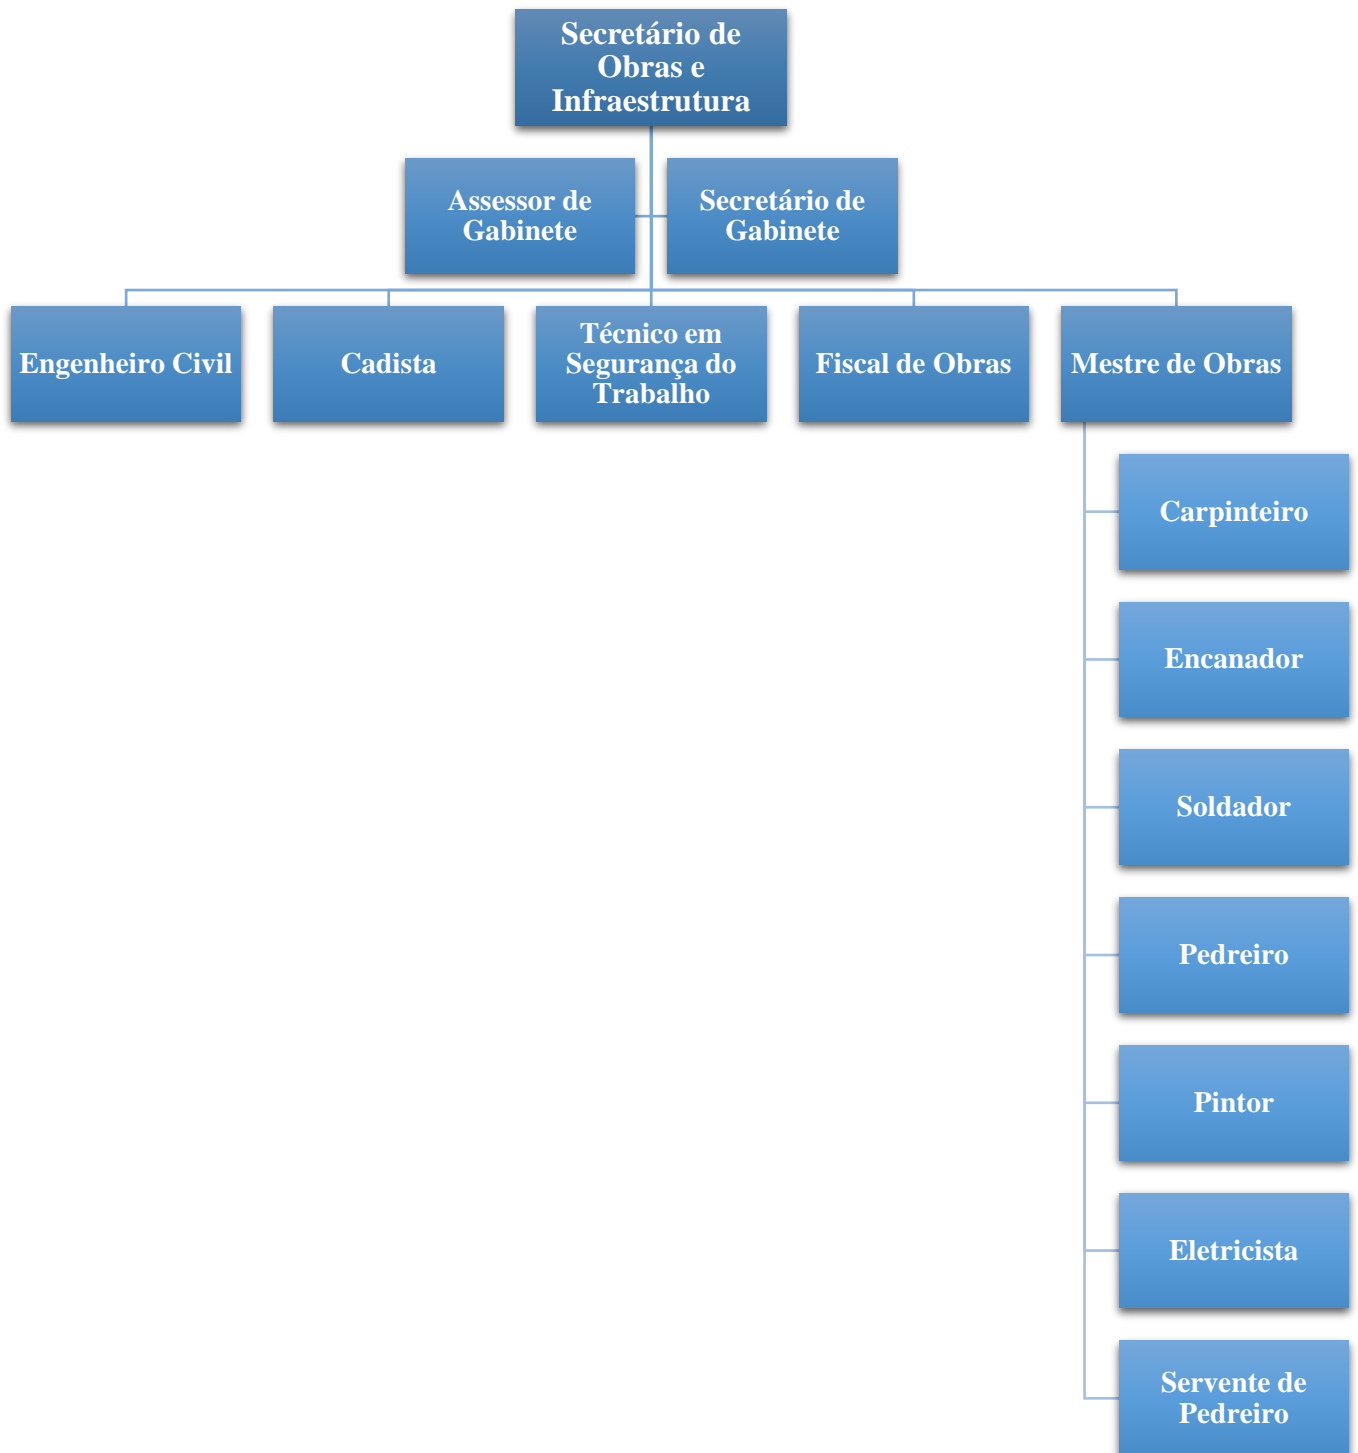 Secretário de
Obras e
Infraestrutura
Assessor de
Gabinete
Secretário de
Gabinete
Engenheiro Civil
Cadista
Técnico em
Segurança do
Trabalho
Fiscal de Obras
Mestre de Obras
Carpinteiro
Encanador
Soldador
Pedreiro
Pintor
Eletricista
Servente de
Pedreiro